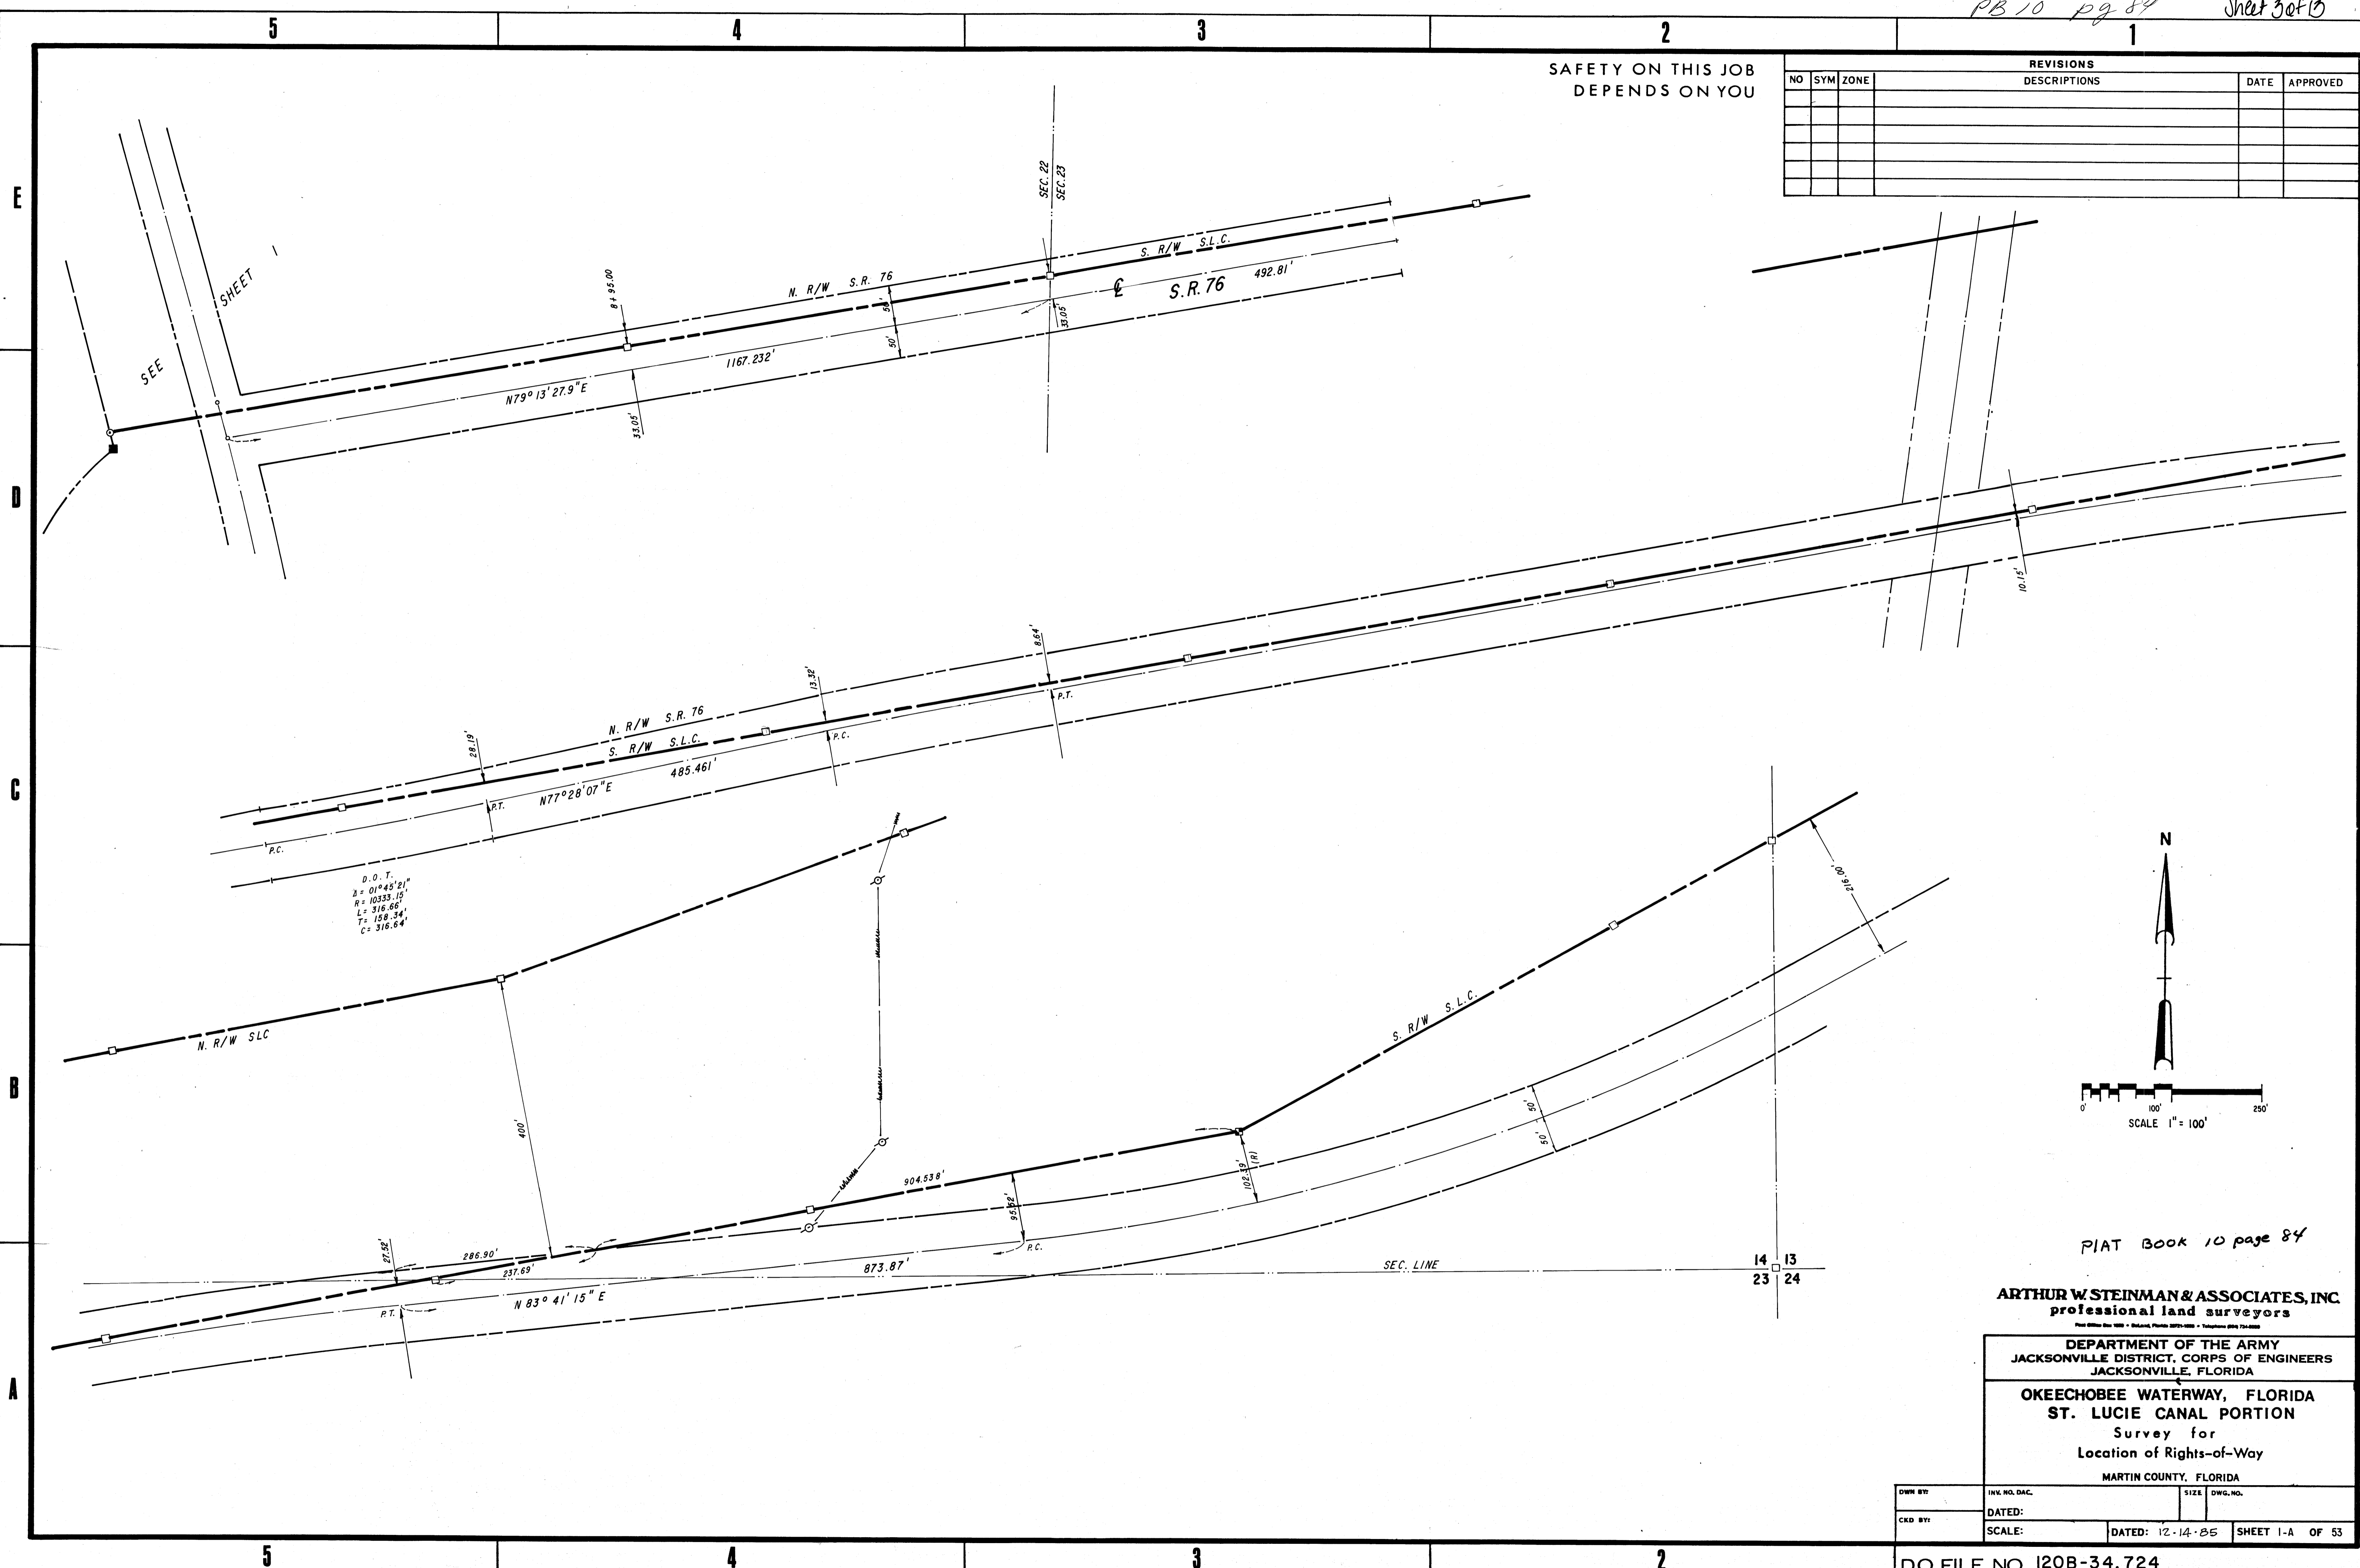 PB 10 pg 84 Sheet 3 of 13
5 4 3 2 1
SAFETY ON THIS JOB
DEPENDS ON YOU
REVISIONS
NO SYM ZONE DESCRIPTIONS DATE APPROVED
E
D
C
B
A
SEE SHEET 1
SEC. 22
SEC. 23
8+95.00
N. R/W S.R. 76
S. R/W S.L.C.
℄ S.R. 76
492.81'
50'
50'
33.05'
1167.232'
N79°13'27.9"E
33.05'
10.15'
8.64'
13.32'
P.T.
P.C.
N. R/W S.R. 76
S. R/W S.L.C.
28.19'
485.461'
N77°28'07"E
P.T.
P.C.
D.O.T.
Δ= 01°45'21"
R= 10333.15'
L= 316.66'
T= 158.34'
C= 316.64'
N. R/W SLC
400'
216.00'
S. R/W S.L.C.
50'
50'
102.39' (R)
904.538'
95.62'
P.C.
27.52'
286.90'
237.69'
873.87'
N 83° 41' 15" E
P.T.
SEC. LINE
14 13
23 24
N
0' 100' 250'
SCALE 1" = 100'
PLAT BOOK 10 page 84
ARTHUR W. STEINMAN & ASSOCIATES, INC.
professional land surveyors
DEPARTMENT OF THE ARMY
JACKSONVILLE DISTRICT, CORPS OF ENGINEERS
JACKSONVILLE, FLORIDA
OKEECHOBEE WATERWAY, FLORIDA
ST. LUCIE CANAL PORTION
Survey for
Location of Rights-of-Way
MARTIN COUNTY, FLORIDA
DWN BY: INV. NO. DAC. SIZE DWG. NO.
DATED:
CKD BY:
SCALE: DATED: 12-14-85 SHEET 1-A OF 53
5 4 3 2
D.O. FILE NO. 120B-34,724